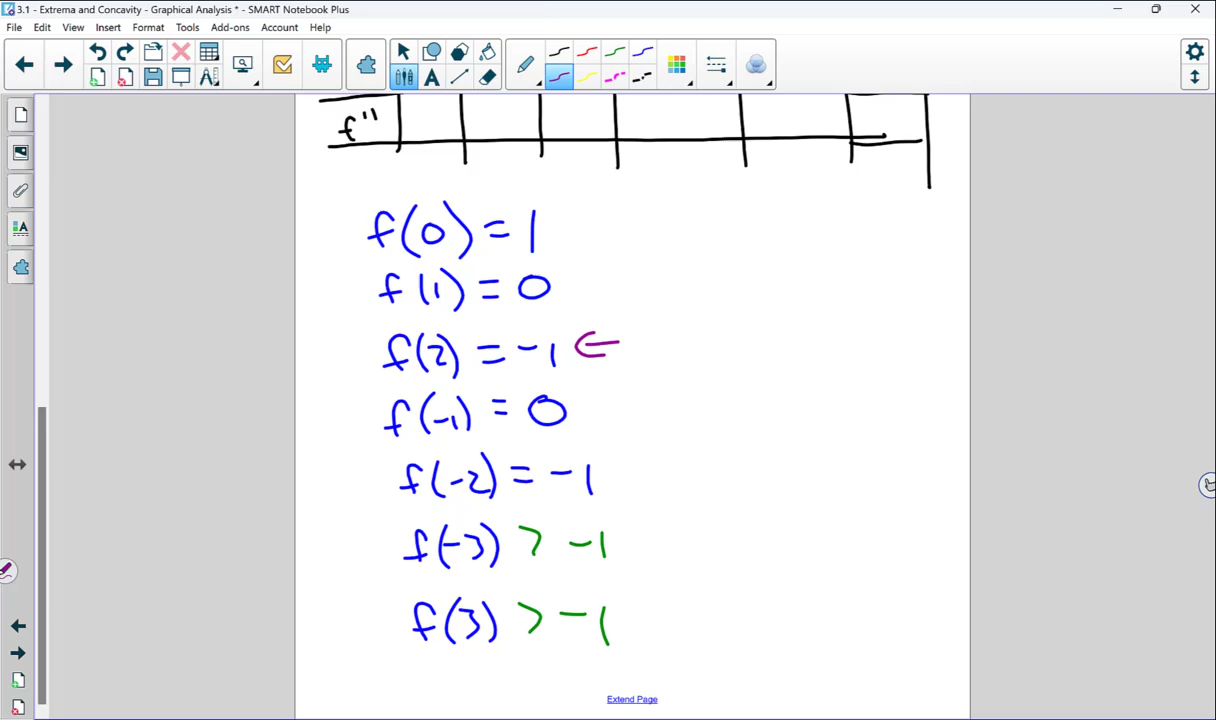 3.1 - Extrema and Concavity - Graphical Analysis * - SMART Notebook Plus
File Edit View Insert Format Tools Add-ons Account Help
f''
f(0) = 1
f(1) = 0
f(2) = -1 ⇐
f(-1) = 0
f(-2) = -1
f(-3) > -1
f(3) > -1
Extend Page